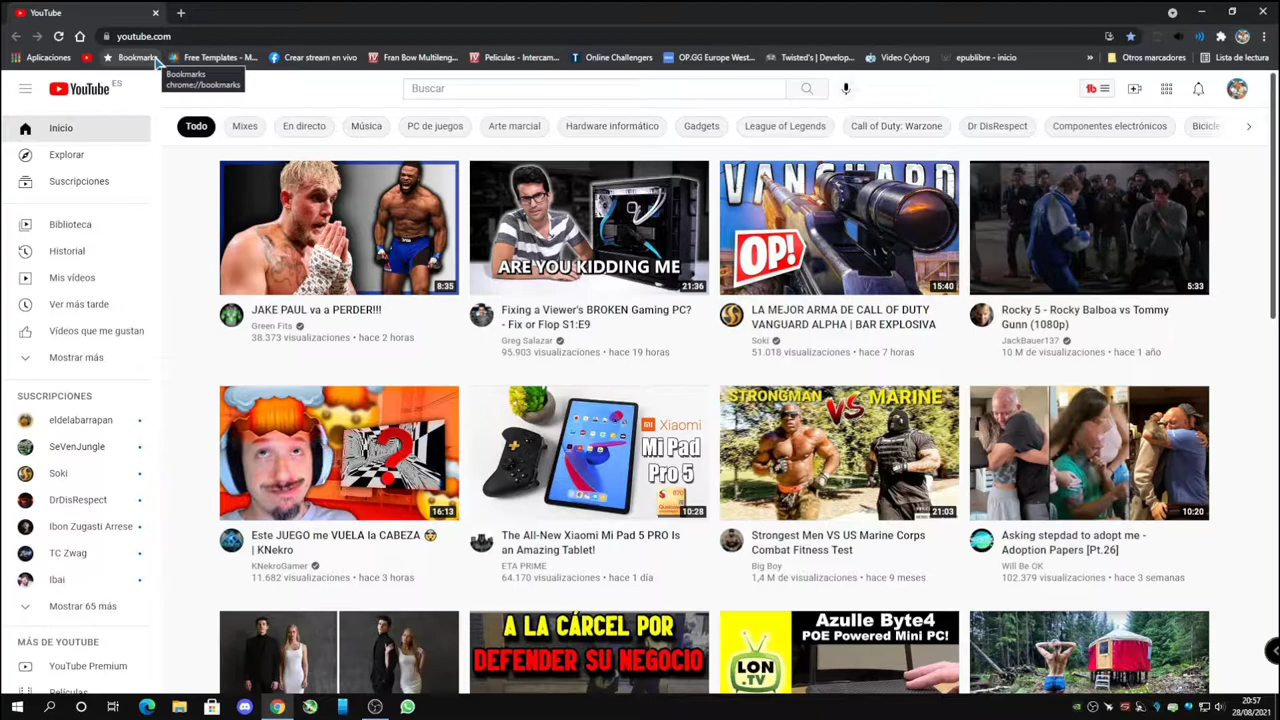 YouTube
youtube.com
Aplicaciones
Bookmarks
Free Templates - M...
Crear stream en vivo
Fran Bow Multileng...
Peliculas - Intercam...
Online Challengers
OP.GG Europe West...
Twisted's | Develop...
Video Cyborg
epublibre - inicio
»
Otros marcadores
Lista de lectura
Bookmarks
chrome://bookmarks
YouTube ES
Buscar
Todo
Mixes
En directo
Música
PC de juegos
Arte marcial
Hardware informático
Gadgets
League of Legends
Call of Duty: Warzone
Dr DisRespect
Componentes electrónicos
Bicicle
Inicio
Explorar
Suscripciones
Biblioteca
Historial
Mis vídeos
Ver más tarde
Vídeos que me gustan
Mostrar más
SUSCRIPCIONES
eldelabarrapan
SeVenJungle
Soki
DrDisRespect
Ibon Zugasti Arrese
TC Zwag
Ibai
Mostrar 65 más
MÁS DE YOUTUBE
YouTube Premium
Películas
8:35
JAKE PAUL va a PERDER!!!
Green Fits
38.373 visualizaciones • hace 2 horas
ARE YOU KIDDING ME
21:36
Fixing a Viewer's BROKEN Gaming PC?
- Fix or Flop S1:E9
Greg Salazar
95.903 visualizaciones • hace 19 horas
VANGUARD
OP!
15:40
LA MEJOR ARMA DE CALL OF DUTY
VANGUARD ALPHA | BAR EXPLOSIVA
Soki
51.018 visualizaciones • hace 7 horas
5:33
Rocky 5 - Rocky Balboa vs Tommy
Gunn (1080p)
JackBauer137
10 M de visualizaciones • hace 1 año
?
16:13
Este JUEGO me VUELA la CABEZA 🤯
| KNekro
KNekroGamer
11.682 visualizaciones • hace 3 horas
MI Xiaomi
Mi Pad
Pro 5
870
10:28
The All-New Xiaomi Mi Pad 5 PRO Is
an Amazing Tablet!
ETA PRIME
64.170 visualizaciones • hace 1 día
STRONGMAN VS MARINE
21:03
Strongest Men VS US Marine Corps
Combat Fitness Test
Big Boy
1,4 M de visualizaciones • hace 9 meses
10:20
Asking stepdad to adopt me -
Adoption Papers [Pt.26]
Will Be OK
102.379 visualizaciones • hace 3 semanas
A LA CÁRCEL POR
DEFENDER SU NEGOCIO
LON
TV
Azulle Byte4
POE Powered Mini PC!
20:57
28/08/2021